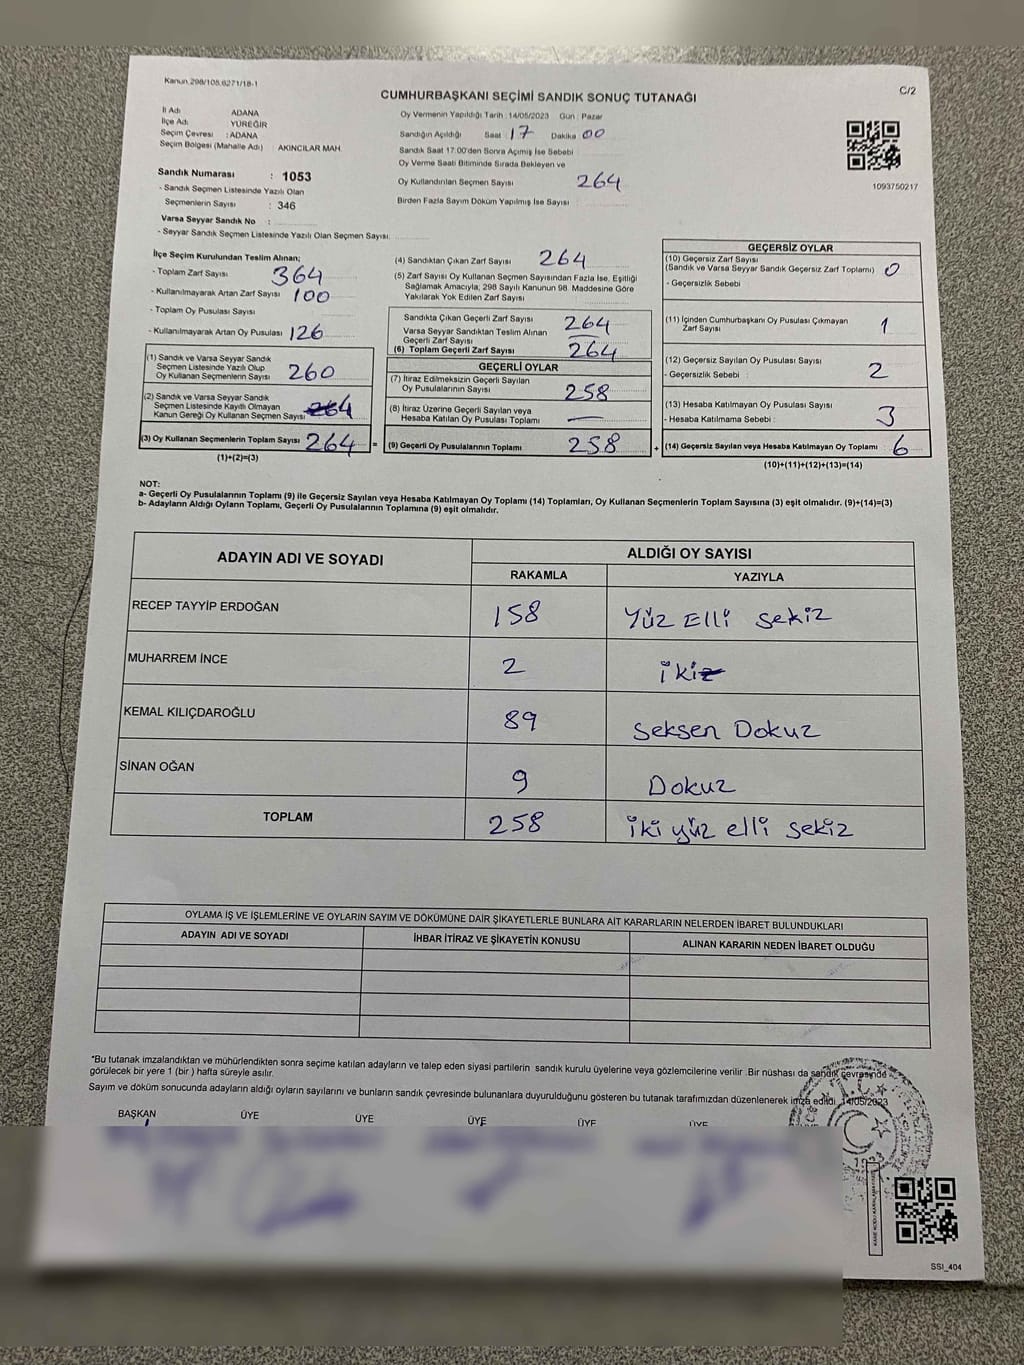 Kanun.298/105,6271/18-1
C/2
CUMHURBAŞKANI SEÇİMİ SANDIK SONUÇ TUTANAĞI
İl Adı : ADANA
İlçe Adı : YÜREĞİR
Seçim Çevresi : ADANA
Seçim Bölgesi (Mahalle Adı) : AKINCILAR MAH.
Sandık Numarası : 1053
- Sandık Seçmen Listesinde Yazılı Olan
Seçmenlerin Sayısı : 346
Varsa Seyyar Sandık No :
- Seyyar Sandık Seçmen Listesinde Yazılı Olan Seçmen Sayısı:
Oy Vermenin Yapıldığı Tarih : 14/05/2023 Gün : Pazar
Sandığın Açıldığı Saat : 17 Dakika 00
Sandık Saat 17:00'den Sonra Açılmış İse Sebebi
Oy Verme Saati Bitiminde Sırada Bekleyen ve
Oy Kullandırılan Seçmen Sayısı 264
Birden Fazla Sayım Döküm Yapılmış İse Sayısı :
1093750217
İlçe Seçim Kurulundan Teslim Alınan;
- Toplam Zarf Sayısı 364
- Kullanılmayarak Artan Zarf Sayısı 100
- Toplam Oy Pusulası Sayısı
- Kullanılmayarak Artan Oy Pusulası 126
(1) Sandık ve Varsa Seyyar Sandık
Seçmen Listesinde Yazılı Olup
Oy Kullanan Seçmenlerin Sayısı 260
(2) Sandık ve Varsa Seyyar Sandık
Seçmen Listesinde Kayıtlı Olmayan
Kanun Gereği Oy Kullanan Seçmen Sayısı 4
(3) Oy Kullanan Seçmenlerin Toplam Sayısı 264 =
(1)+(2)=(3)
(4) Sandıktan Çıkan Zarf Sayısı 264
(5) Zarf Sayısı Oy Kullanan Seçmen Sayısından Fazla İse, Eşitliği
Sağlamak Amacıyla; 298 Sayılı Kanunun 98. Maddesine Göre
Yakılarak Yok Edilen Zarf Sayısı
Sandıkta Çıkan Geçerli Zarf Sayısı 264
Varsa Seyyar Sandıktan Teslim Alınan
Geçerli Zarf Sayısı
(6) Toplam Geçerli Zarf Sayısı 264
GEÇERLİ OYLAR
(7) İtiraz Edilmeksizin Geçerli Sayılan
Oy Pusulalarının Sayısı 258
(8) İtiraz Üzerine Geçerli Sayılan veya
Hesaba Katılan Oy Pusulası Toplamı —
(9) Geçerli Oy Pusulalarının Toplamı 258 +
GEÇERSİZ OYLAR
(10) Geçersiz Zarf Sayısı
(Sandık ve Varsa Seyyar Sandık Geçersiz Zarf Toplamı) 0
- Geçersizlik Sebebi
(11) İçinden Cumhurbaşkanı Oy Pusulası Çıkmayan
Zarf Sayısı 1
(12) Geçersiz Sayılan Oy Pusulası Sayısı 2
- Geçersizlik Sebebi :
(13) Hesaba Katılmayan Oy Pusulası Sayısı 3
- Hesaba Katılmama Sebebi :
(14) Geçersiz Sayılan veya Hesaba Katılmayan Oy Toplamı 6
(10)+(11)+(12)+(13)=(14)
NOT:
a- Geçerli Oy Pusulalarının Toplamı (9) ile Geçersiz Sayılan veya Hesaba Katılmayan Oy Toplamı (14) Toplamları, Oy Kullanan Seçmenlerin Toplam Sayısına (3) eşit olmalıdır. (9)+(14)=(3)
b- Adayların Aldığı Oyların Toplamı, Geçerli Oy Pusulalarının Toplamına (9) eşit olmalıdır.
ADAYIN ADI VE SOYADI ALDIĞI OY SAYISI
RAKAMLA YAZIYLA
RECEP TAYYİP ERDOĞAN 158 Yüz Elli Sekiz
MUHARREM İNCE 2 iki
KEMAL KILIÇDAROĞLU 89 Seksen Dokuz
SİNAN OĞAN 9 Dokuz
TOPLAM 258 iki yüz elli sekiz
OYLAMA İŞ VE İŞLEMLERİNE VE OYLARIN SAYIM VE DÖKÜMÜNE DAİR ŞİKAYETLERLE BUNLARA AİT KARARLARIN NELERDEN İBARET BULUNDUKLARI
ADAYIN ADI VE SOYADI İHBAR İTİRAZ VE ŞİKAYETİN KONUSU ALINAN KARARIN NEDEN İBARET OLDUĞU
*Bu tutanak imzalandıktan ve mühürlendikten sonra seçime katılan adayların ve talep eden siyasi partilerin sandık kurulu üyelerine veya gözlemcilerine verilir .Bir nüshası da sandık çevresinde
görülecek bir yere 1 (bir ) hafta süreyle asılır.
Sayım ve döküm sonucunda adayların aldığı oyların sayılarını ve bunların sandık çevresinde bulunanlara duyurulduğunu gösteren bu tutanak tarafımızdan düzenlenerek imza edildi. 14/05/2023
BAŞKAN ÜYE ÜYE ÜYE ÜYE ÜYE
SSI_404